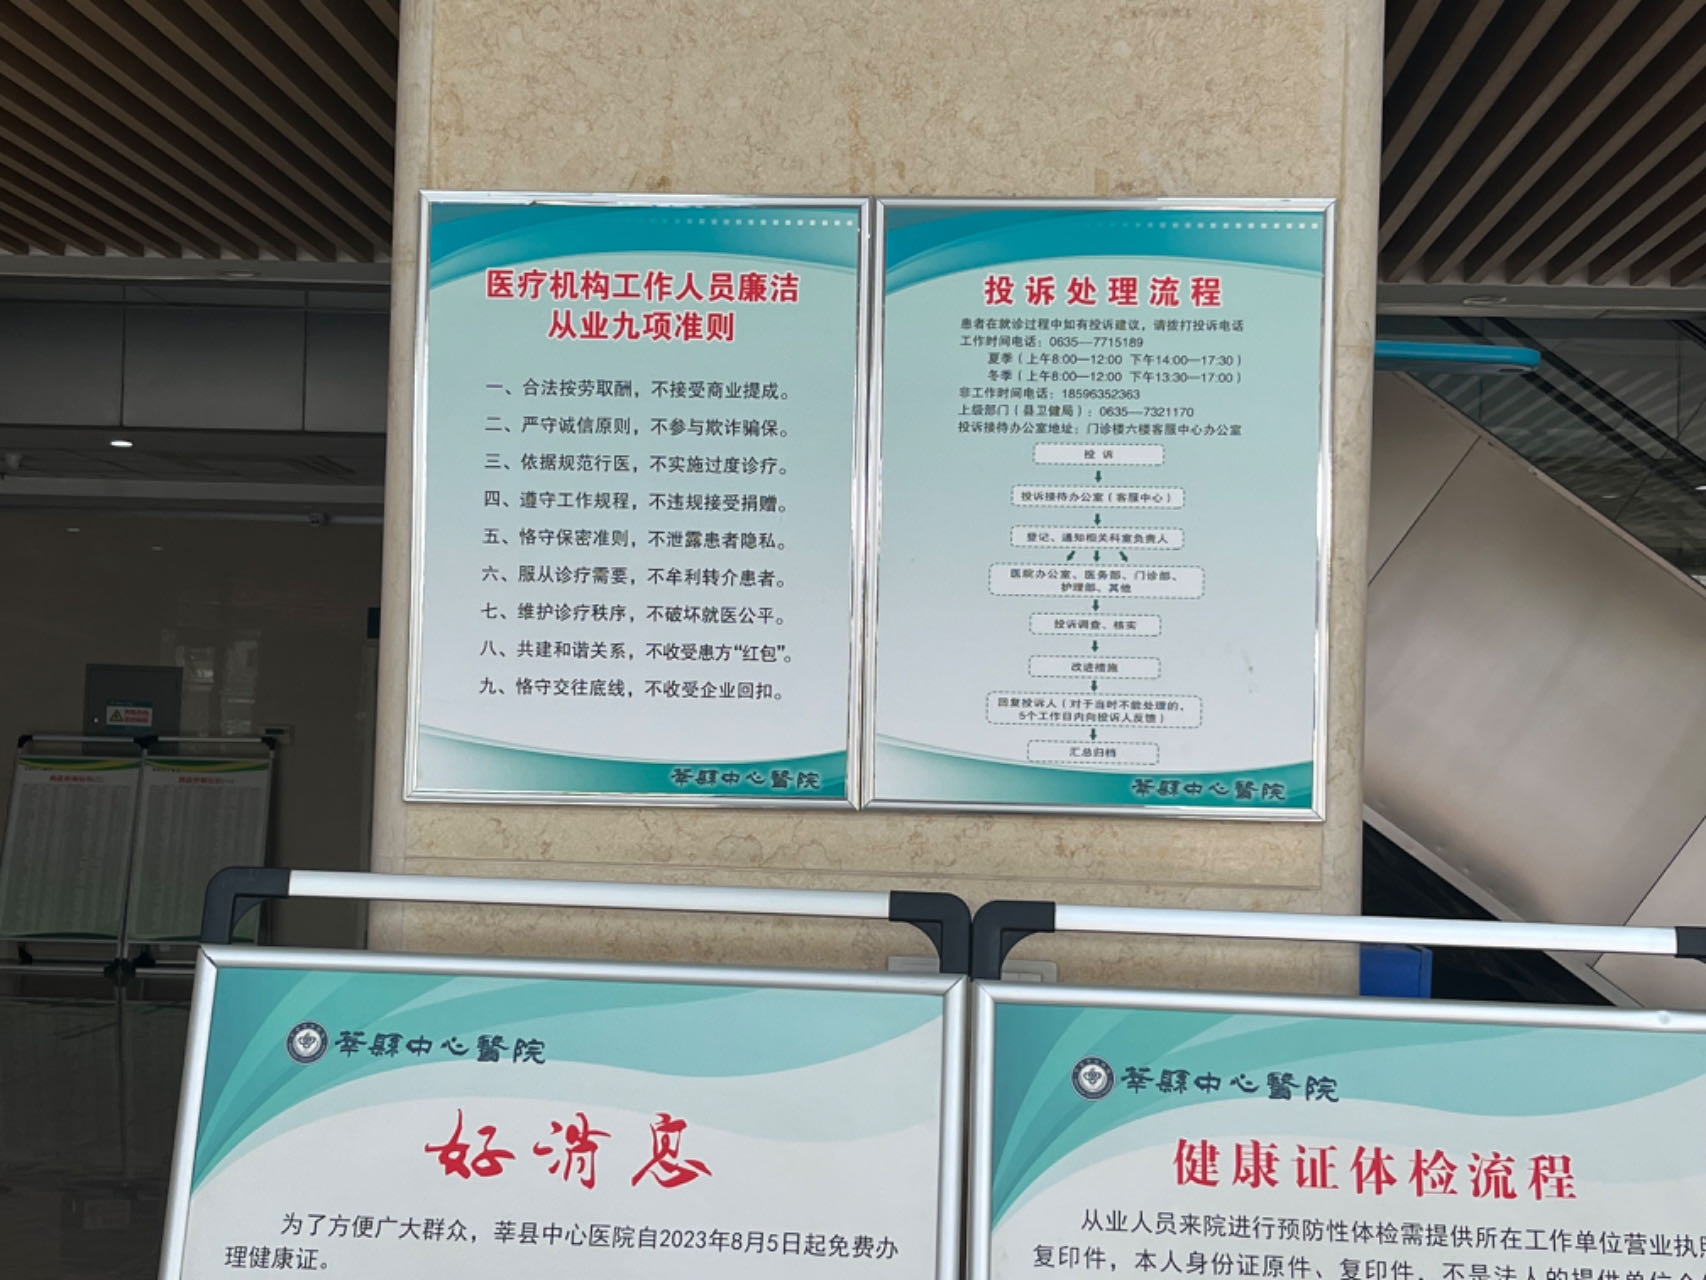 医疗机构工作人员廉洁
从业九项准则
一、合法按劳取酬，不接受商业提成。
二、严守诚信原则，不参与欺诈骗保。
三、依据规范行医，不实施过度诊疗。
四、遵守工作规程，不违规接受捐赠。
五、恪守保密准则，不泄露患者隐私。
六、服从诊疗需要，不牟利转介患者。
七、维护诊疗秩序，不破坏就医公平。
八、共建和谐关系，不收受患方“红包”。
九、恪守交往底线，不收受企业回扣。
莘縣中心醫院
投诉处理流程
患者在就诊过程中如有投诉建议，请拨打投诉电话
工作时间电话：0635—7715189
夏季（上午8:00—12:00 下午14:00—17:30）
冬季（上午8:00—12:00 下午13:30—17:00）
非工作时间电话：18596352363
上级部门（县卫健局）：0635—7321170
投诉接待办公室地址：门诊楼六楼客服中心办公室
投 诉
投诉接待办公室（客服中心）
登记、通知相关科室负责人
医院办公室、医务部、门诊部、
护理部、其他
投诉调查、核实
改进措施
回复投诉人（对于当时不能处理的，
5个工作日内向投诉人反馈）
汇总归档
莘縣中心醫院
莘縣中心醫院
好消息
为了方便广大群众，莘县中心医院自2023年8月5日起免费办
理健康证。
莘縣中心醫院
健康证体检流程
从业人员来院进行预防性体检需提供所在工作单位营业执
复印件，本人身份证原件、复印件，不是法人的提供单位